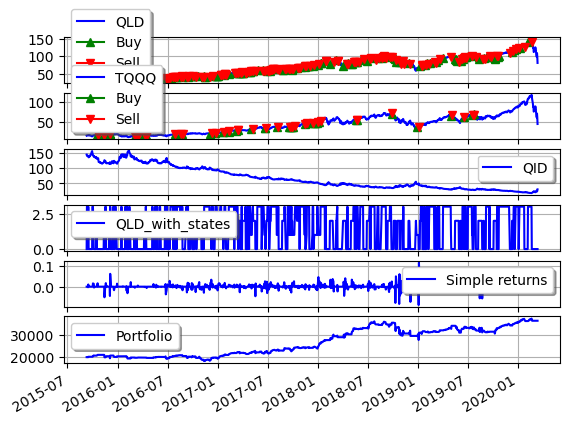 QLD
Buy
Sell
150
100
50
TQQQ
Buy
Sell
100
50
QID
150
100
50
QLD_with_states
2.5
0.0
Simple returns
0.1
0.0
Portfolio
30000
20000
2015-07
2016-01
2016-07
2017-01
2017-07
2018-01
2018-07
2019-01
2019-07
2020-01